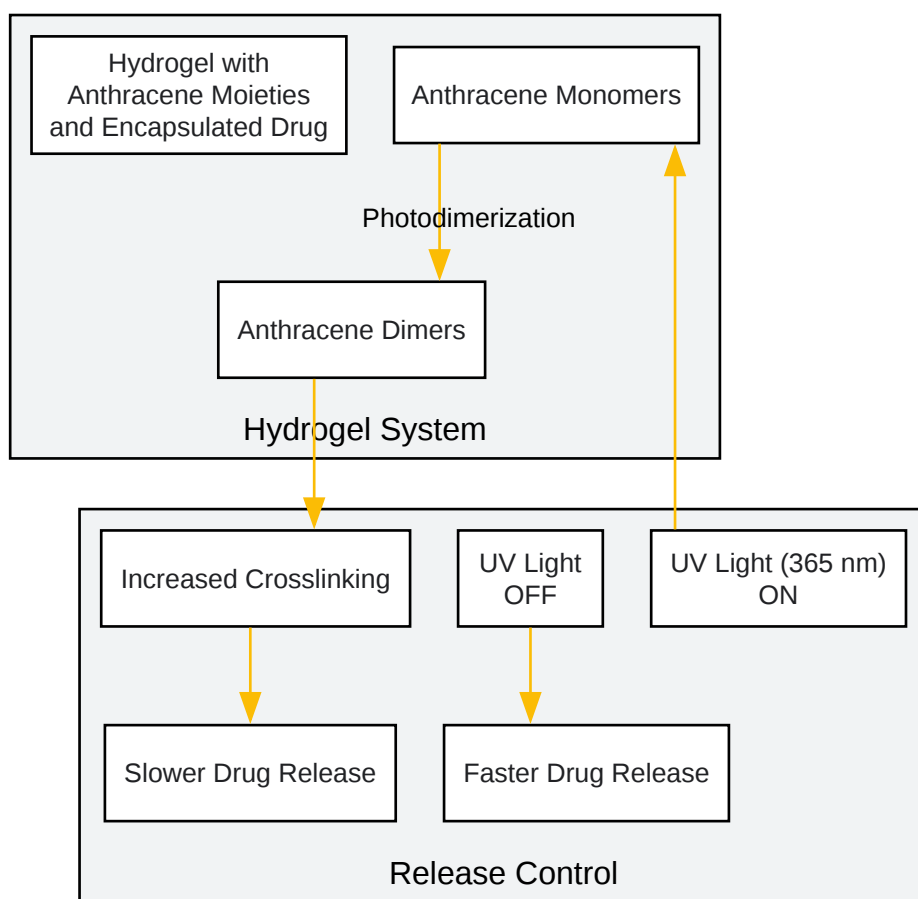 Hydrogel with
Anthracene Moieties
and Encapsulated Drug
Anthracene Monomers
Photodimerization
Anthracene Dimers
Hydrogel System
Increased Crosslinking
UV Light
OFF
UV Light (365 nm)
ON
Slower Drug Release
Faster Drug Release
Release Control